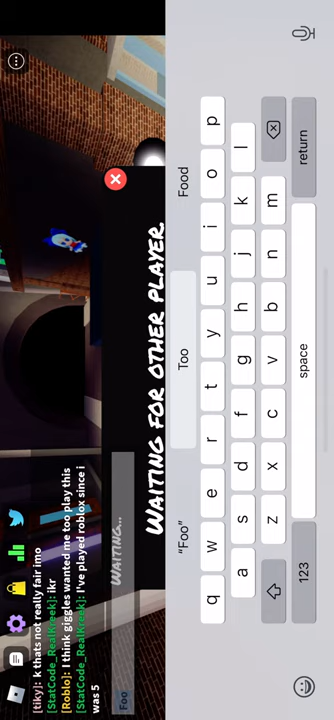 [tiky]: k thats not really fair imo
[StatCode_RealKreek]: ikr
[Roblo]: I think giggles wanted me too play this
[StatCode_RealKreek]: I've played roblox since i
was 5
Waiting...
Foo
WAITING FOR OTHER PLAYER
"Foo" Too Food
q w e r t y u i o p
a s d f g h j k l
z x c v b n m
123 space return